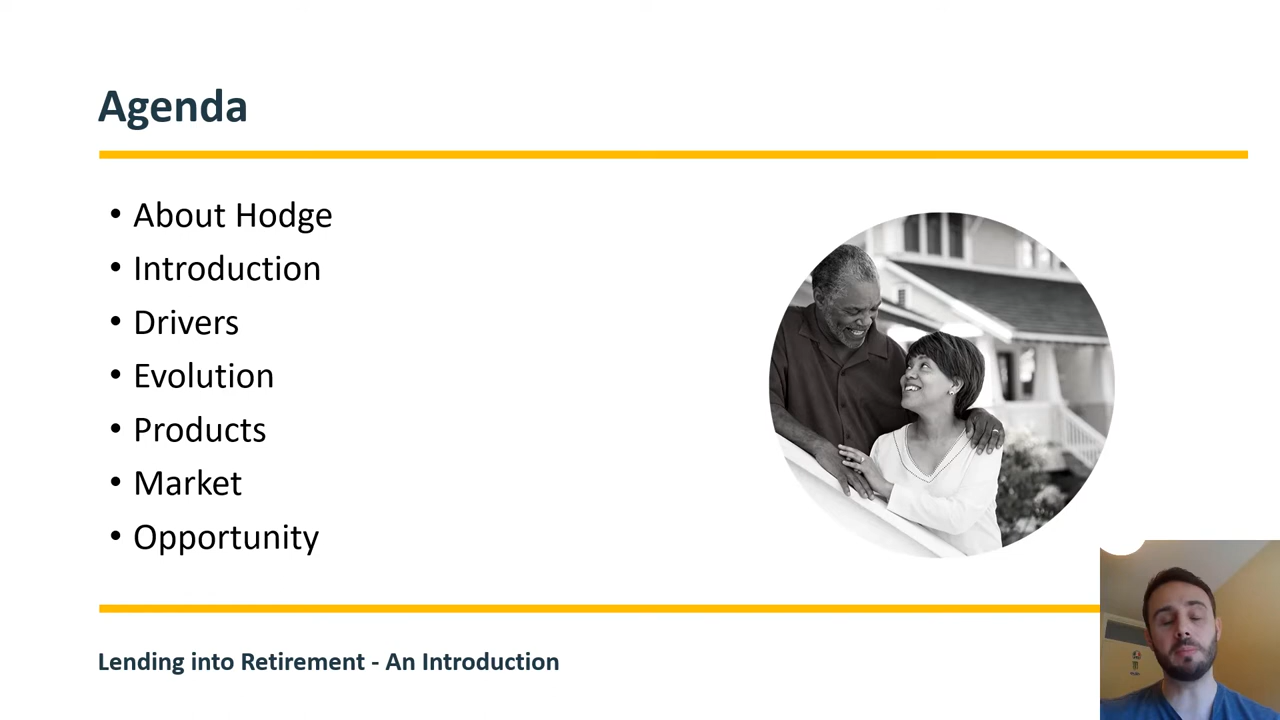 Agenda
• About Hodge
• Introduction
• Drivers
• Evolution
• Products
• Market
• Opportunity
Lending into Retirement - An Introduction